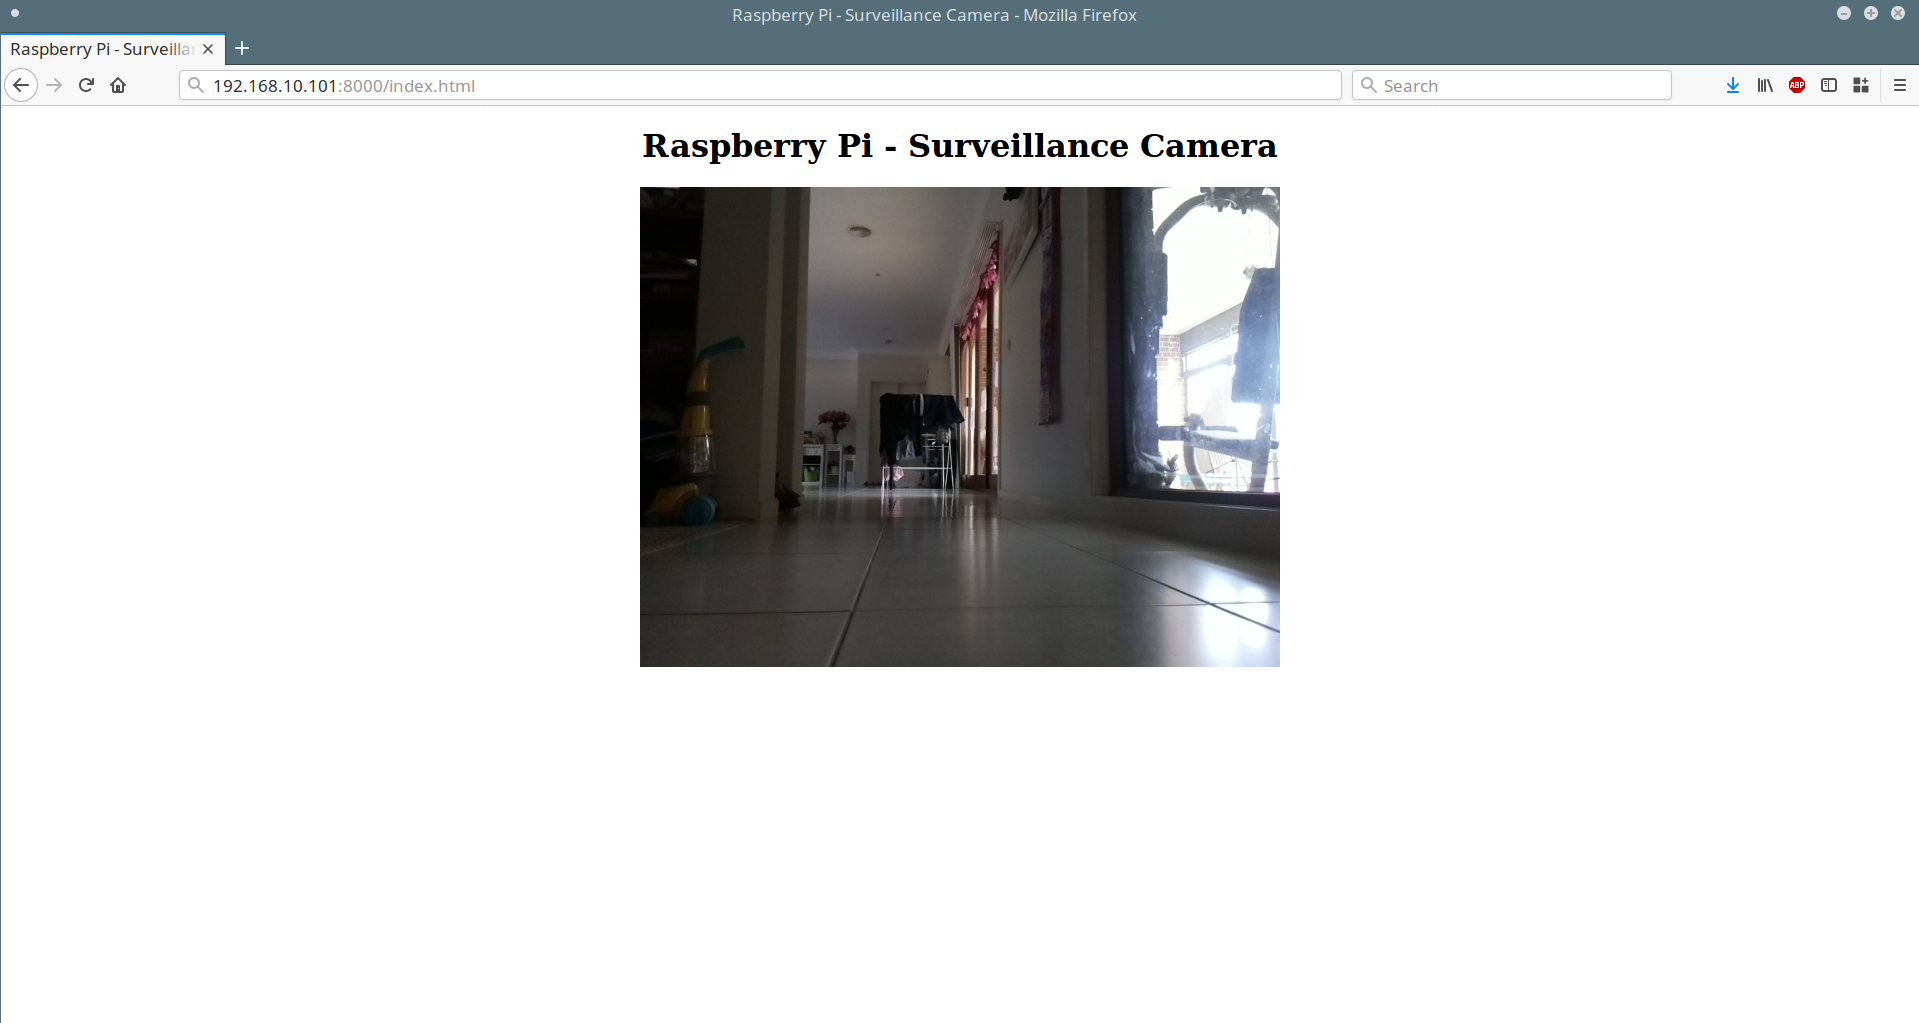 Raspberry Pi - Surveillance Camera - Mozilla Firefox
Raspberry Pi - Surveilla
192.168.10.101:8000/index.html
Search
ABP
Raspberry Pi - Surveillance Camera